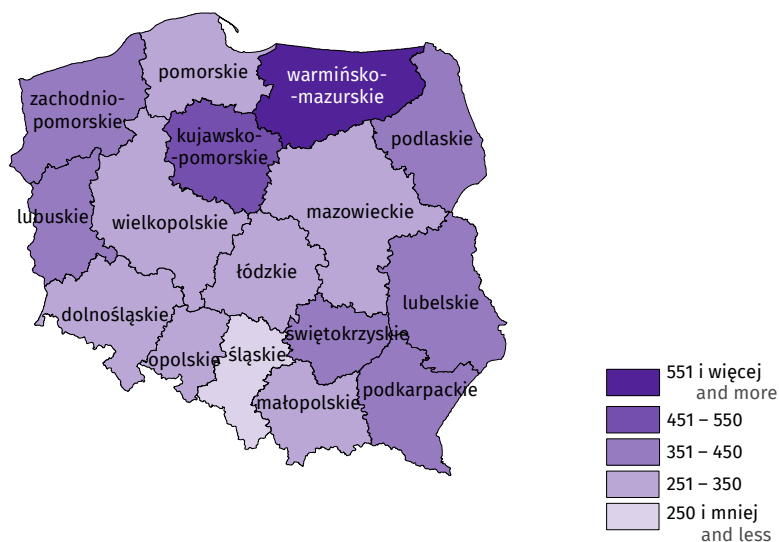 pomorskie
warmińsko-
-mazurskie
zachodnio-
pomorskie
kujawsko-
-pomorskie
podlaskie
lubuskie
wielkopolskie
mazowieckie
łódzkie
dolnośląskie
lubelskie
opolskie
śląskie
świętokrzyskie
małopolskie
podkarpackie
551 i więcej
and more
451 – 550
351 – 450
251 – 350
250 i mniej
and less